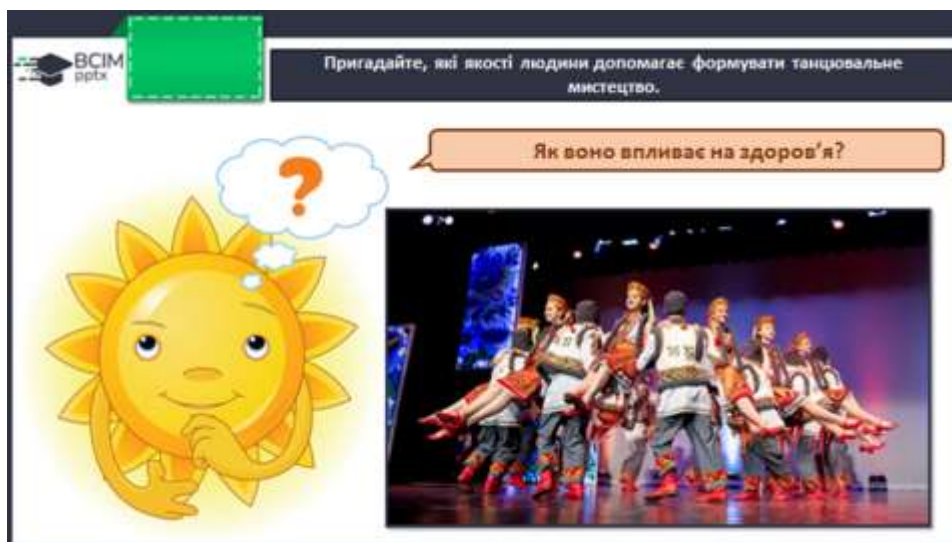 ВСІМ
pptx
Пригадайте, які якості людини допомагає формувати танцювальне
мистецтво.
Як воно впливає на здоров'я?
?